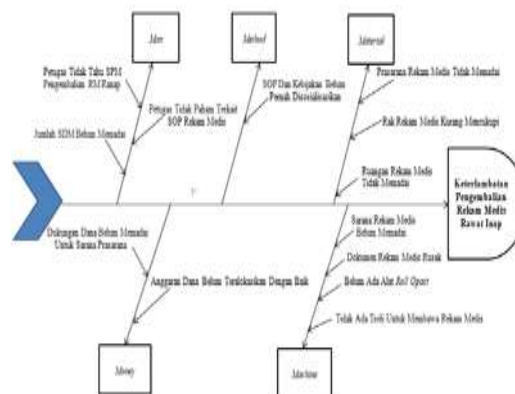 Men
Method
Material
Petugas Tidak Tahu SPM
Pengembalian RM Ranap
Petugas Tidak Paham Terkait
SOP Rekam Medis
Jumlah SDM Belum Memadai
SOP Dan Kebijakan Belum
Pernah Disosialisasikan
Prasarana Rekam Medis Tidak Memadai
Rak Rekam Medis Kurang Mencukupi
Ruangan Rekam Medis
Tidak Memadai
Keterlambatan
Pengembalian
Rekam Medis
Rawat Inap
Dukungan Dana Belum Memadai
Untuk Sarana Prasarana
Anggaran Dana Belum Teralokasikan Dengan Baik
Sarana Rekam Medis
Belum Memadai
Dokumen Rekam Medis Rusak
Belum Ada Alat Roll
Tidak Ada Troli Untuk Membawa Rekam Medis
Money
Machine